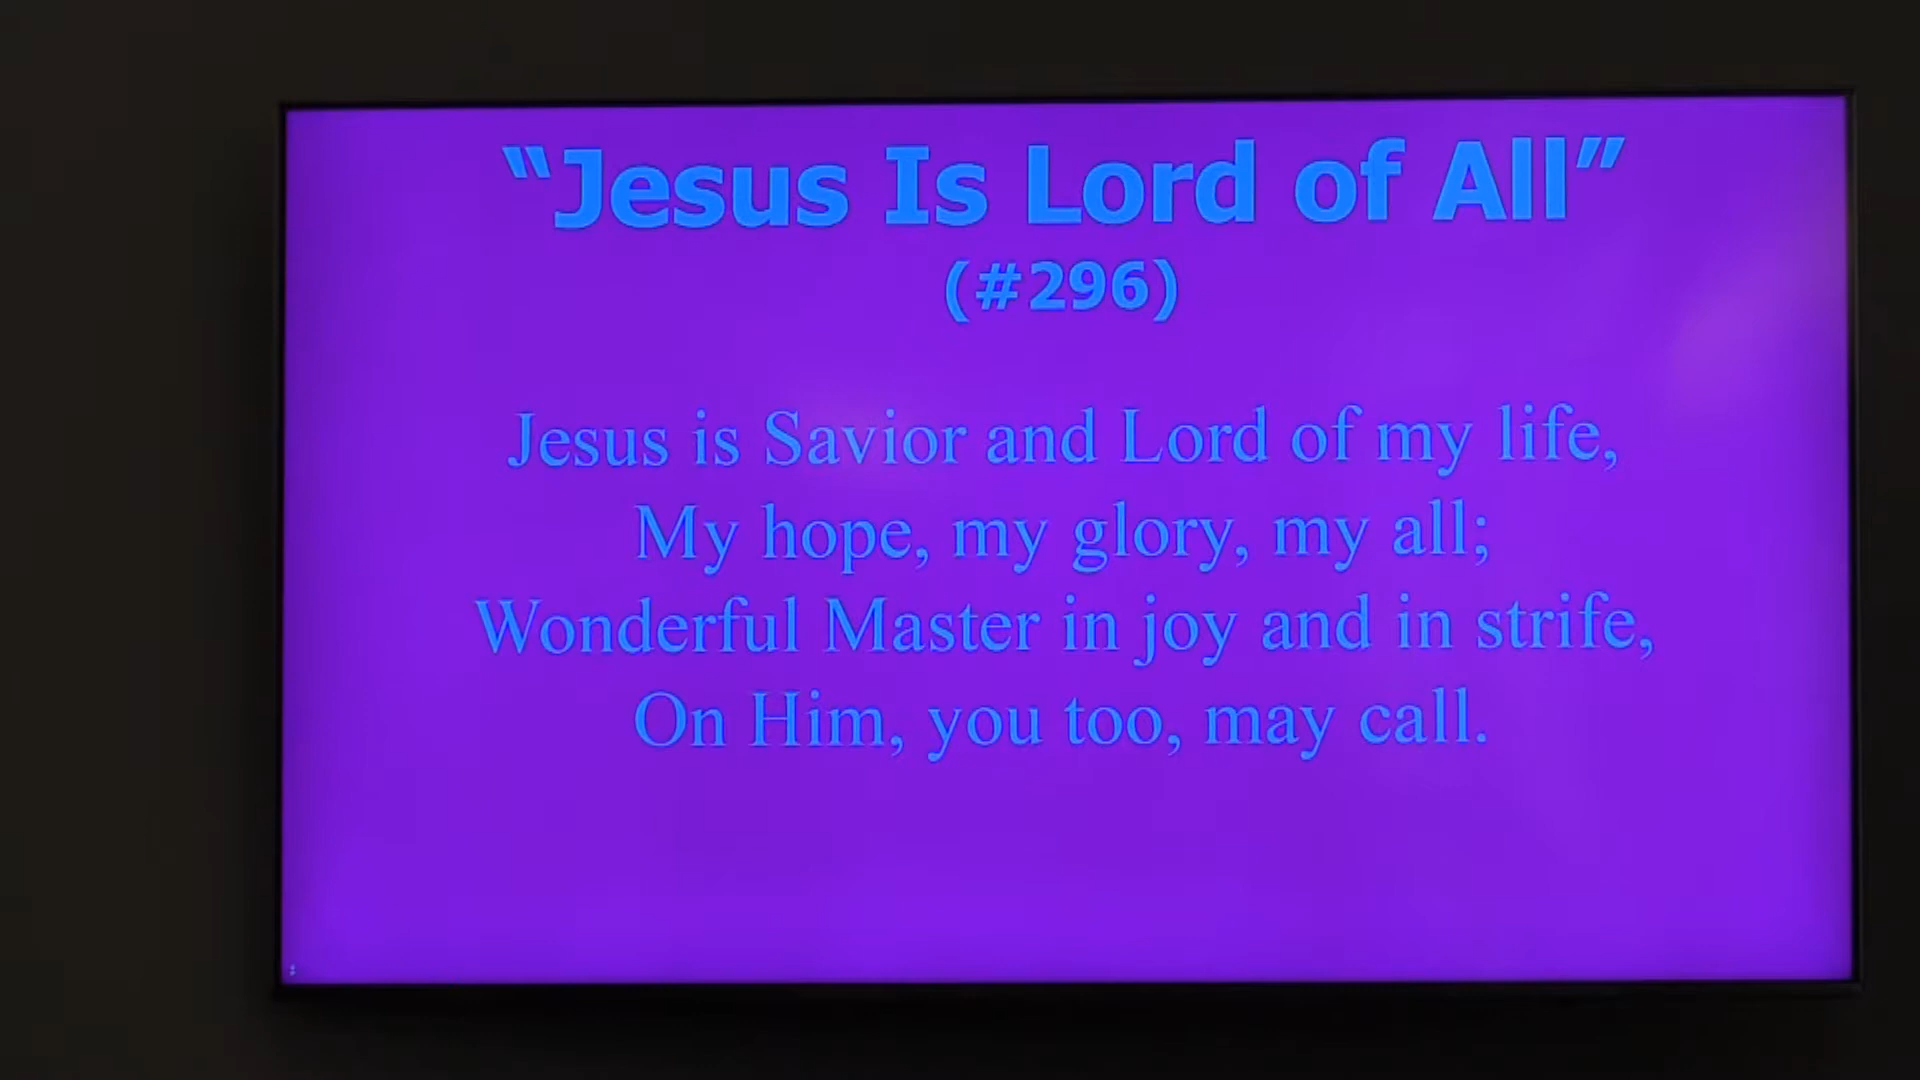 “Jesus Is Lord of All”
(#296)
Jesus is Savior and Lord of my life,
My hope, my glory, my all;
Wonderful Master in joy and in strife,
On Him, you too, may call.